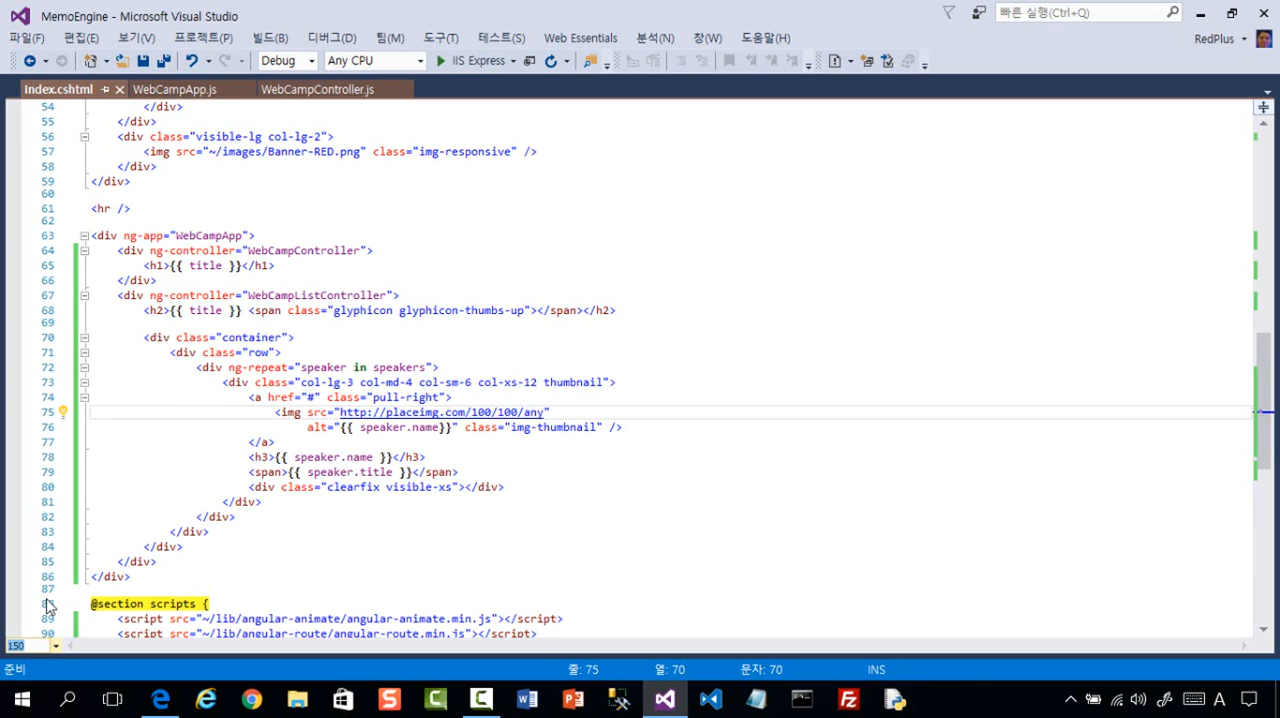 MemoEngine - Microsoft Visual Studio
빠른 실행(Ctrl+Q)
파일(F) 편집(E) 보기(V) 프로젝트(P) 빌드(B) 디버그(D) 팀(M) 도구(T) 테스트(S) Web Essentials 분석(N) 창(W) 도움말(H)
RedPlus
Debug Any CPU IIS Express
Index.cshtml WebCampApp.js WebCampController.js
54 </div>
55 </div>
56 <div class="visible-lg col-lg-2">
57 <img src="~/images/Banner-RED.png" class="img-responsive" />
58 </div>
59 </div>
60
61 <hr />
62
63 <div ng-app="WebCampApp">
64 <div ng-controller="WebCampController">
65 <h1>{{ title }}</h1>
66 </div>
67 <div ng-controller="WebCampListController">
68 <h2>{{ title }} <span class="glyphicon glyphicon-thumbs-up"></span></h2>
69
70 <div class="container">
71 <div class="row">
72 <div ng-repeat="speaker in speakers">
73 <div class="col-lg-3 col-md-4 col-sm-6 col-xs-12 thumbnail">
74 <a href="#" class="pull-right">
75 <img src="http://placeimg.com/100/100/any"
76 alt="{{ speaker.name}}" class="img-thumbnail" />
77 </a>
78 <h3>{{ speaker.name }}</h3>
79 <span>{{ speaker.title }}</span>
80 <div class="clearfix visible-xs"></div>
81 </div>
82 </div>
83 </div>
84 </div>
85 </div>
86 </div>
87
@section scripts {
89 <script src="~/lib/angular-animate/angular-animate.min.js"></script>
90 <script src="~/lib/angular-route/angular-route.min.js"></script>
150
준비 줄: 75 열: 70 문자: 70 INS
A